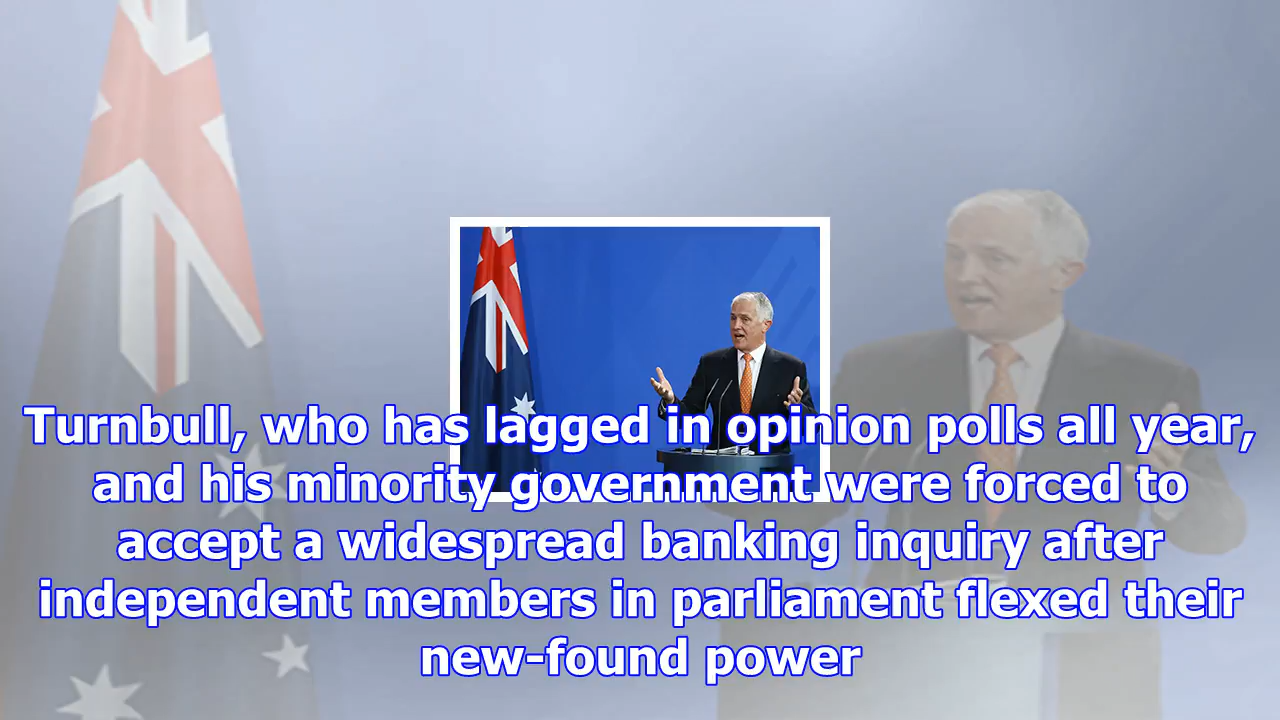 Turnbull, who has lagged in opinion polls all year,
and his minority government were forced to
accept a widespread banking inquiry after
independent members in parliament flexed their
new-found power